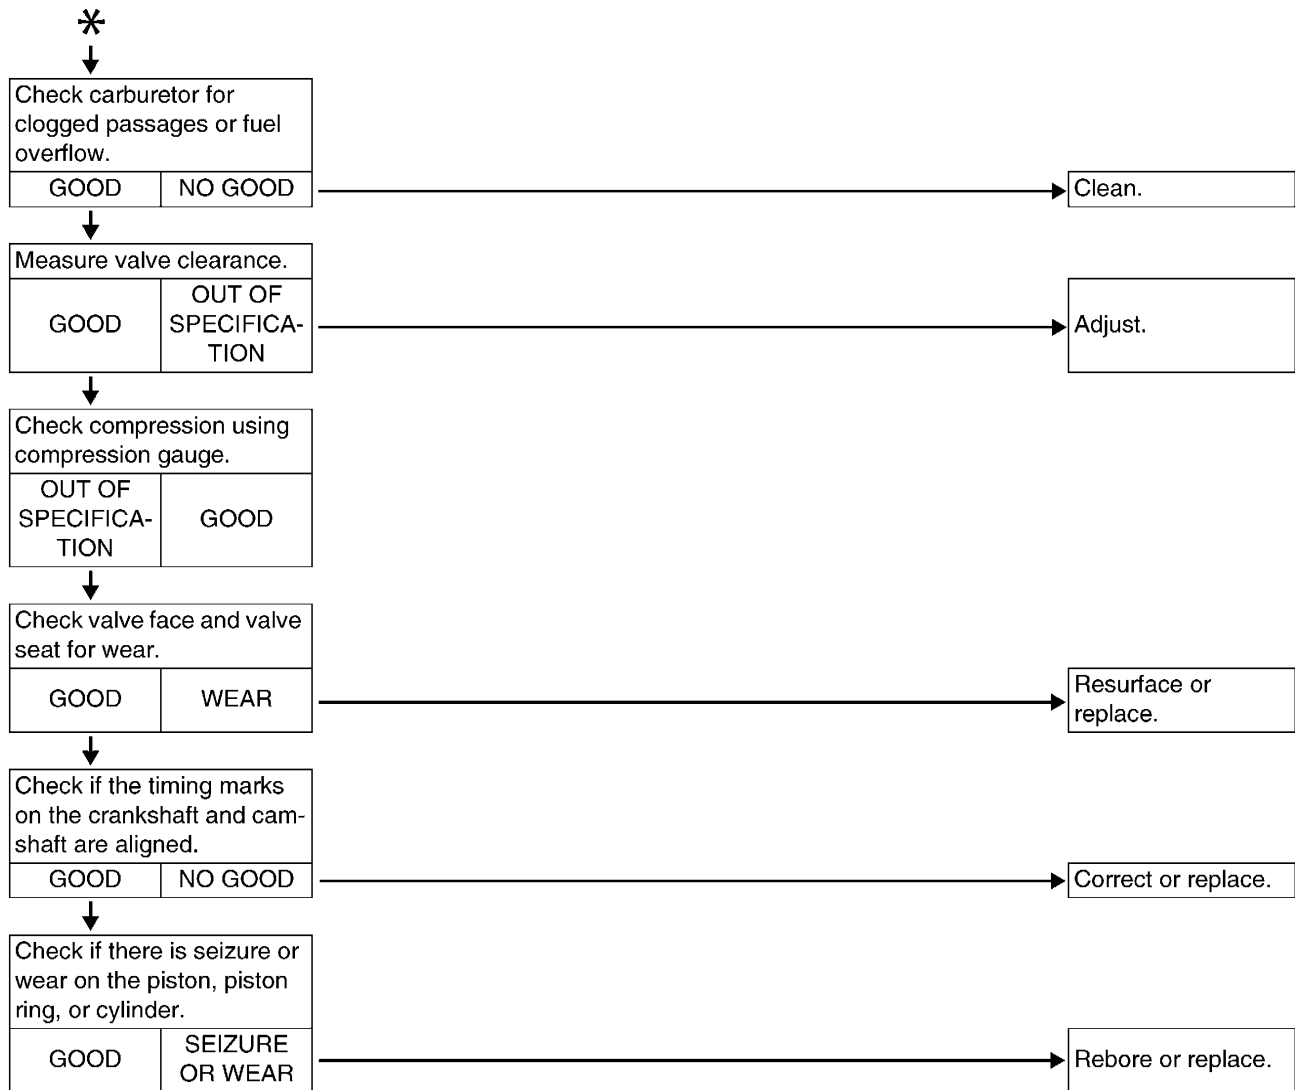 *
Check carburetor for
clogged passages or fuel
overflow.
GOOD NO GOOD
Clean.
Measure valve clearance.
GOOD
OUT OF
SPECIFICA-
TION
Adjust.
Check compression using
compression gauge.
OUT OF
SPECIFICA-
TION
GOOD
Check valve face and valve
seat for wear.
GOOD WEAR
Resurface or
replace.
Check if the timing marks
on the crankshaft and cam-
shaft are aligned.
GOOD NO GOOD
Correct or replace.
Check if there is seizure or
wear on the piston, piston
ring, or cylinder.
GOOD
SEIZURE
OR WEAR
Rebore or replace.